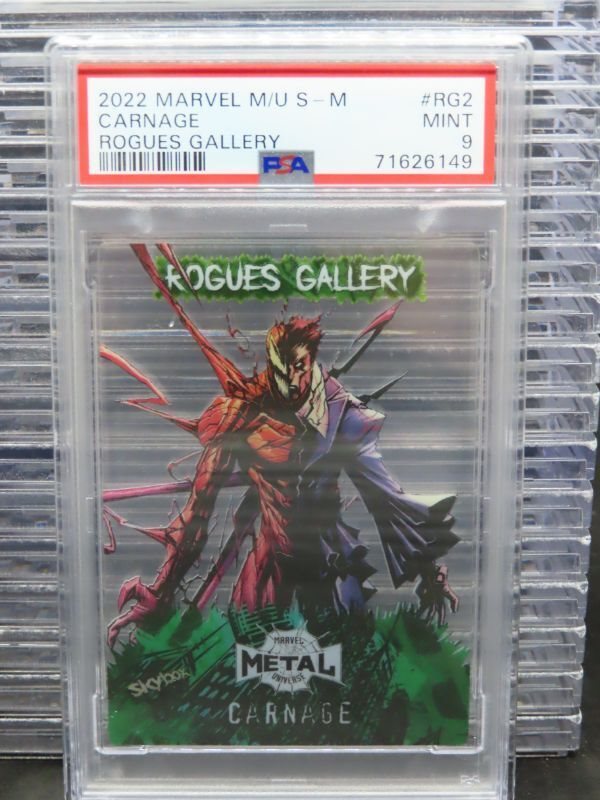 2022 MARVEL M/U S-M #RG2
CARNAGE MINT
ROGUES GALLERY 9
PSA 71626149
ROGUES GALLERY
MARVEL
METAL
UNIVERSE
SKYBOX
CARNAGE